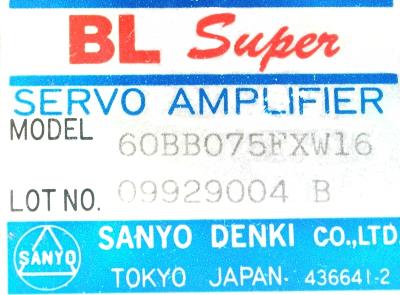 BL Super
SERVO AMPLIFIER
MODEL 60BB075FXW16
LOT NO. 09929004 B
SANYO SANYO DENKI CO.,LTD.
TOKYO JAPAN. 436641-2